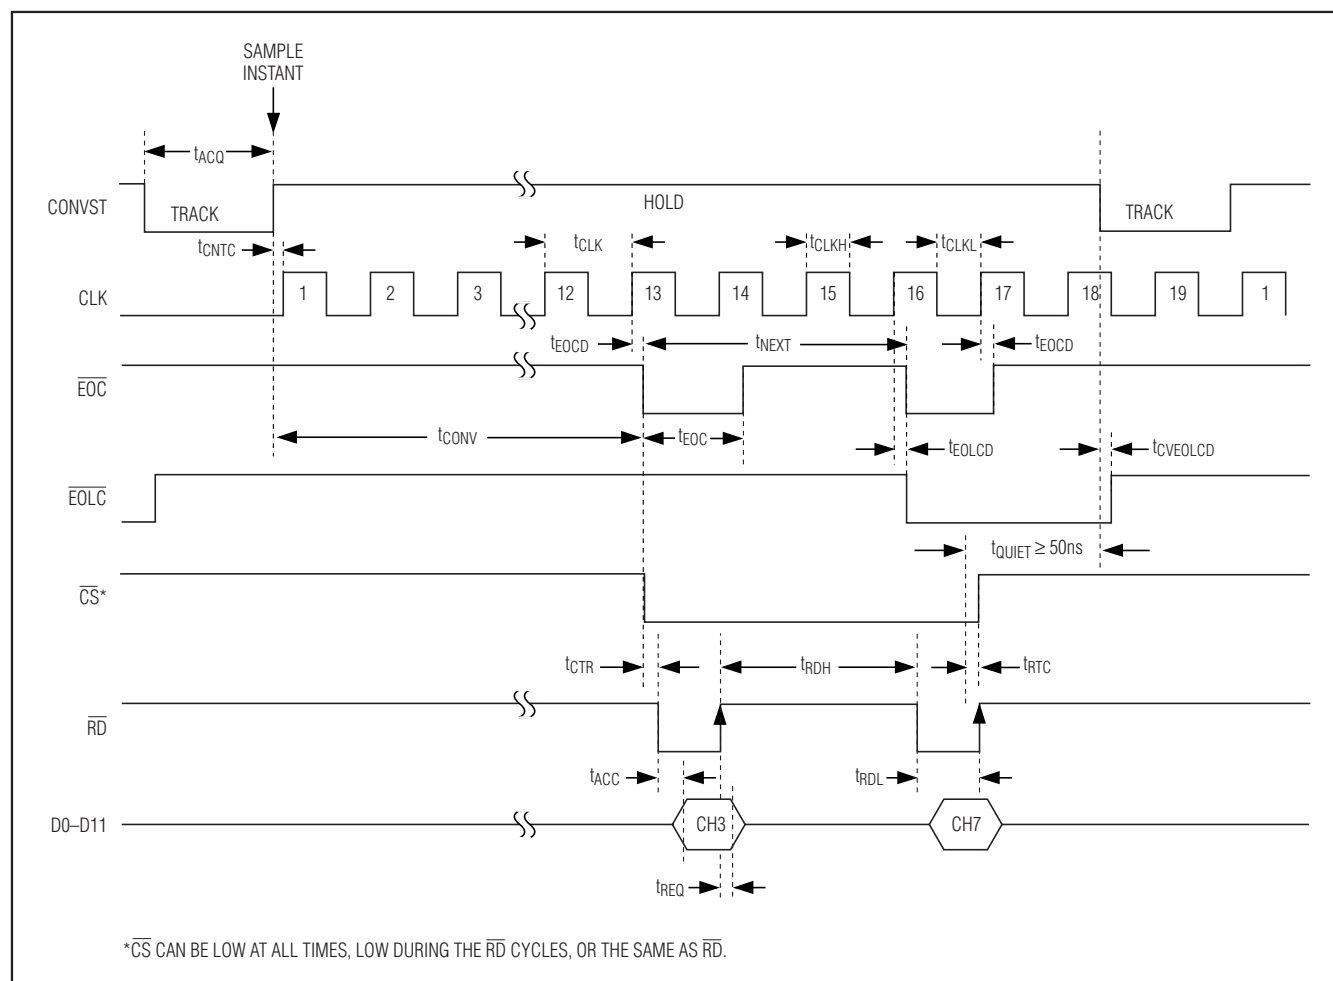 SAMPLE
INSTANT
tACQ
CONVST
TRACK
HOLD
TRACK
tCNTC
tCLK
tCLKH
tCLKL
CLK
1 2 3 12 13 14 15 16 17 18 19 1
tEOCD
tNEXT
tEOCD
EOC
tCONV
tEOC
tEOLCD
tCVEOLCD
EOLC
tQUIET ≥ 50ns
CS*
tCTR
tRDH
tRTC
RD
tACC
tRDL
D0–D11
CH3
CH7
tREQ
*CS CAN BE LOW AT ALL TIMES, LOW DURING THE RD CYCLES, OR THE SAME AS RD.